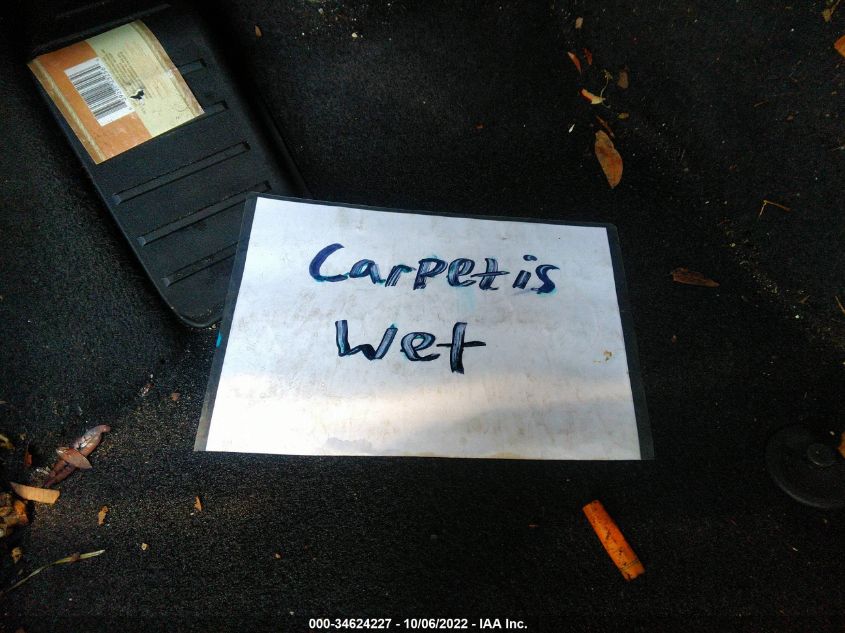 Carpet is
Wet
000-34624227 - 10/06/2022 - IAA Inc.